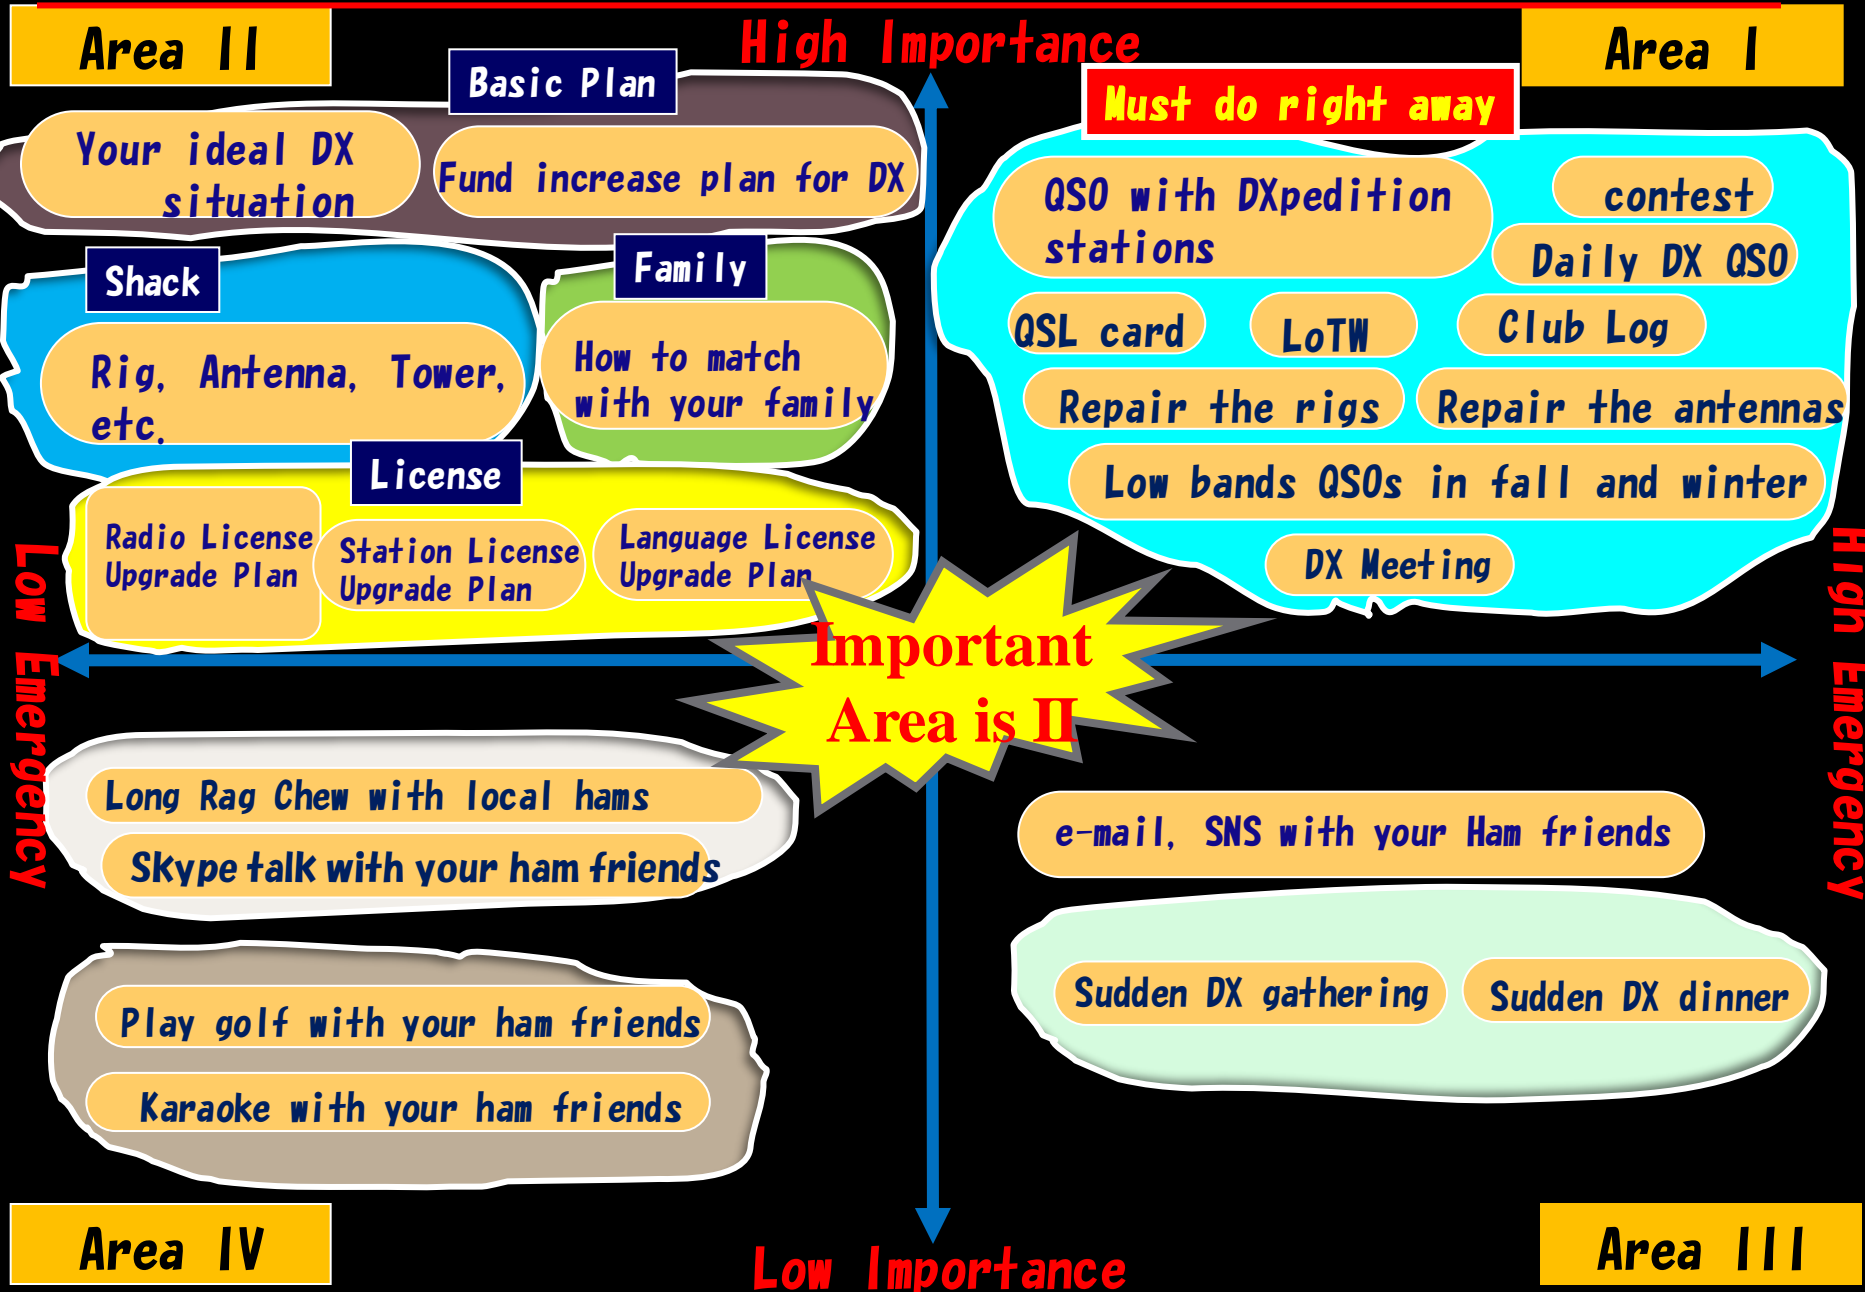 Area II
High Importance
Area I
Basic Plan
Your ideal DX
situation
Fund increase plan for DX
Must do right away
QSO with DXpedition
stations
contest
Daily DX QSO
QSL card
LoTW
Club Log
Repair the rigs
Repair the antennas
Low bands QSOs in fall and winter
DX Meeting
Shack
Rig, Antenna, Tower,
etc.
Family
How to match
with your family
License
Radio License
Upgrade Plan
Station License
Upgrade Plan
Language License
Upgrade Plan
Low Emergency
High Emergency
Important
Area is II
Long Rag Chew with local hams
Skype talk with your ham friends
Play golf with your ham friends
Karaoke with your ham friends
e-mail, SNS with your Ham friends
Sudden DX gathering
Sudden DX dinner
Area IV
Low Importance
Area III